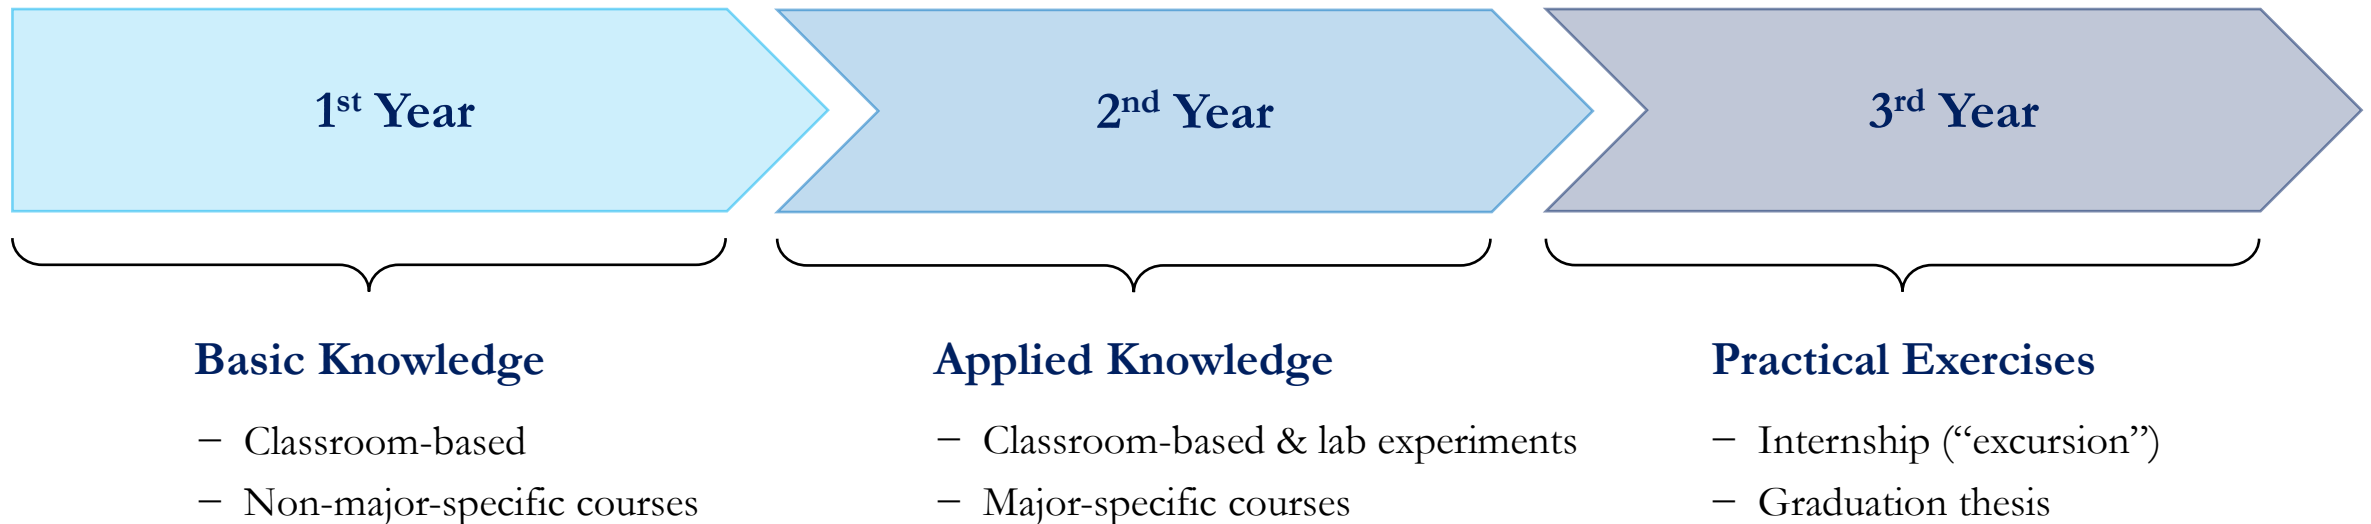 1st Year
2nd Year
3rd Year
Basic Knowledge
– Classroom-based
– Non-major-specific courses
Applied Knowledge
– Classroom-based & lab experiments
– Major-specific courses
Practical Exercises
– Internship (“excursion”)
– Graduation thesis